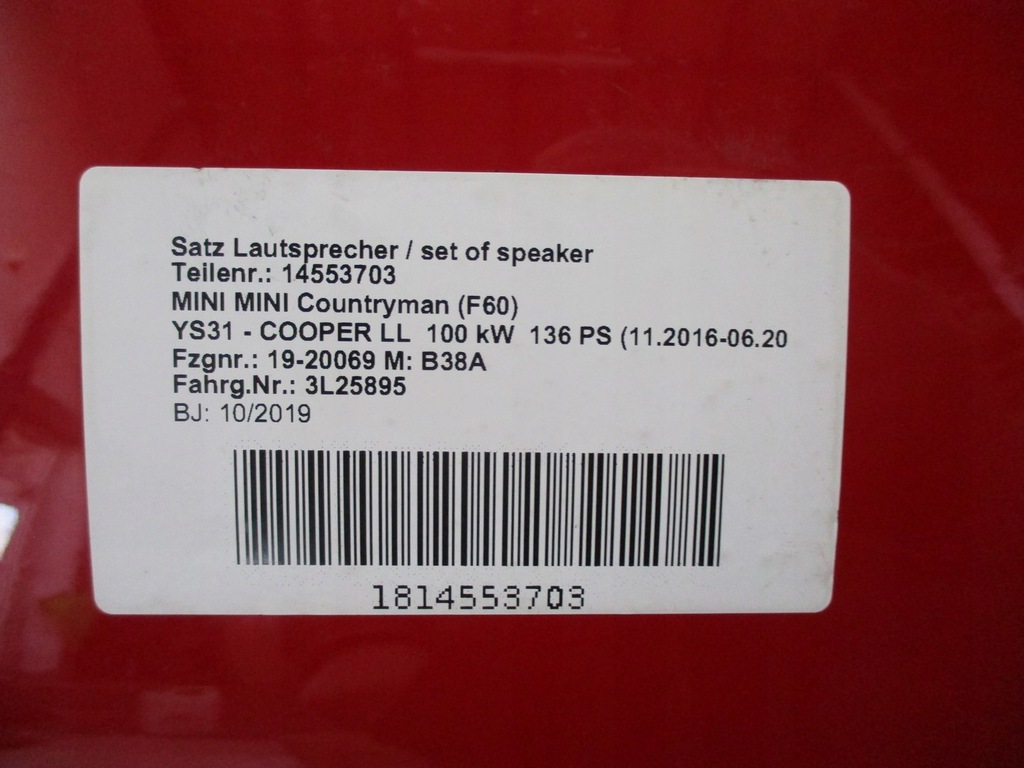 Satz Lautsprecher / set of speaker
Teilenr.: 14553703
MINI MINI Countryman (F60)
YS31 - COOPER LL  100 kW  136 PS (11.2016-06.20
Fzgnr.: 19-20069 M: B38A
Fahrg.Nr.: 3L25895
BJ: 10/2019
1814553703